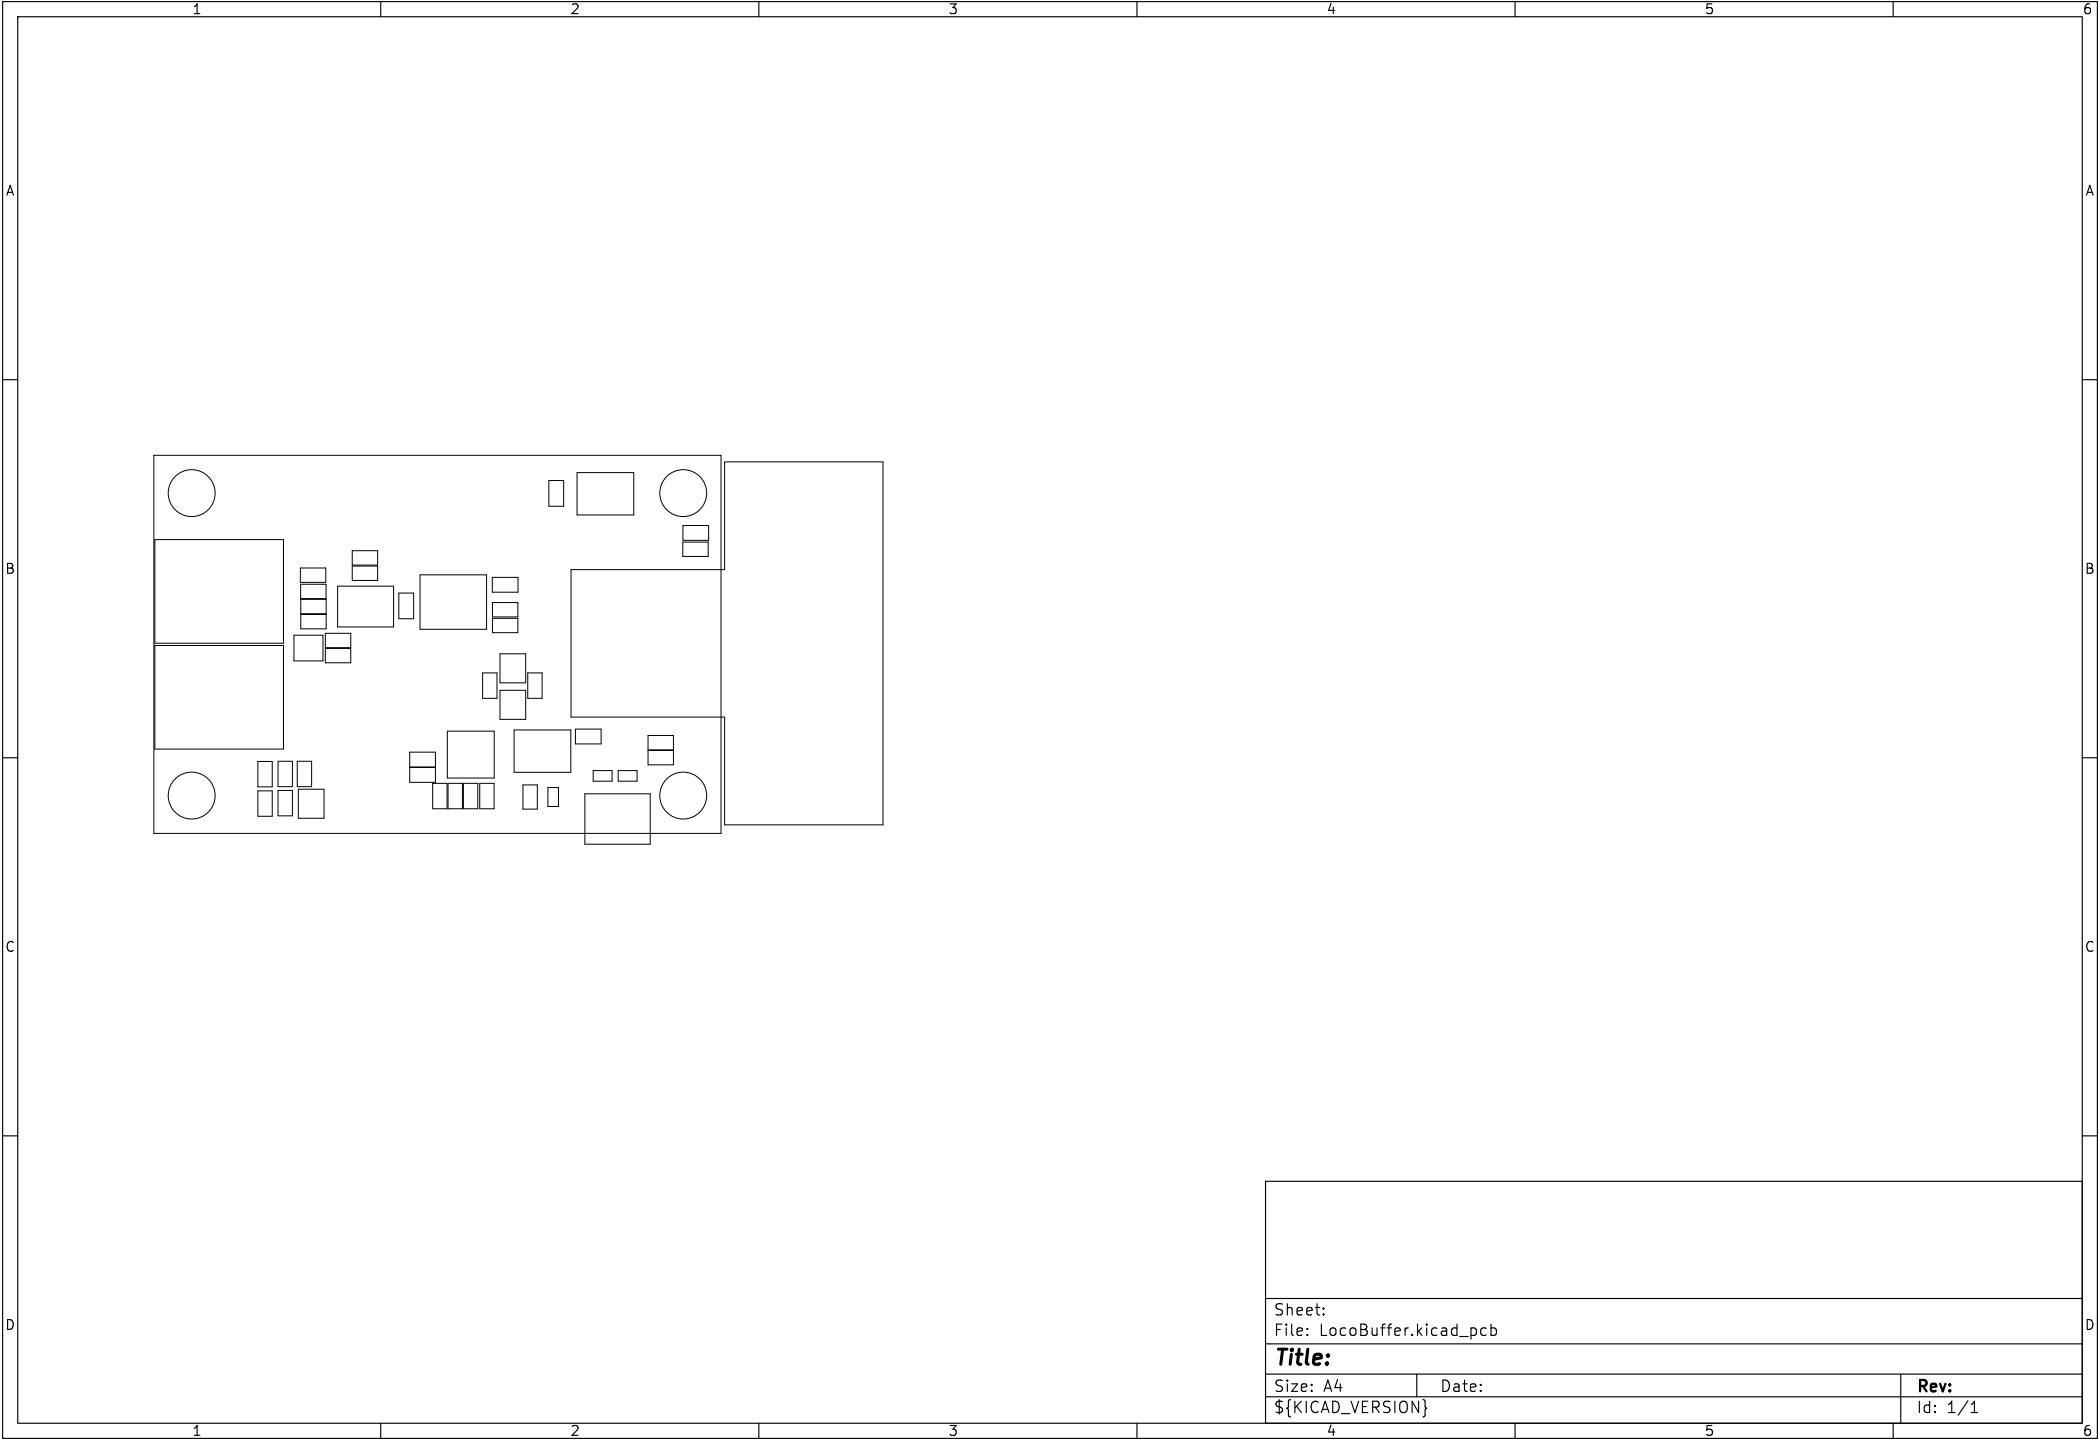 1 2 3 4 5 6
A A
B B
C C
D D
Sheet:
File: LocoBuffer.kicad_pcb
Title:
Size: A4 Date: Rev:
${KICAD_VERSION} Id: 1/1
1 2 3 4 5 6